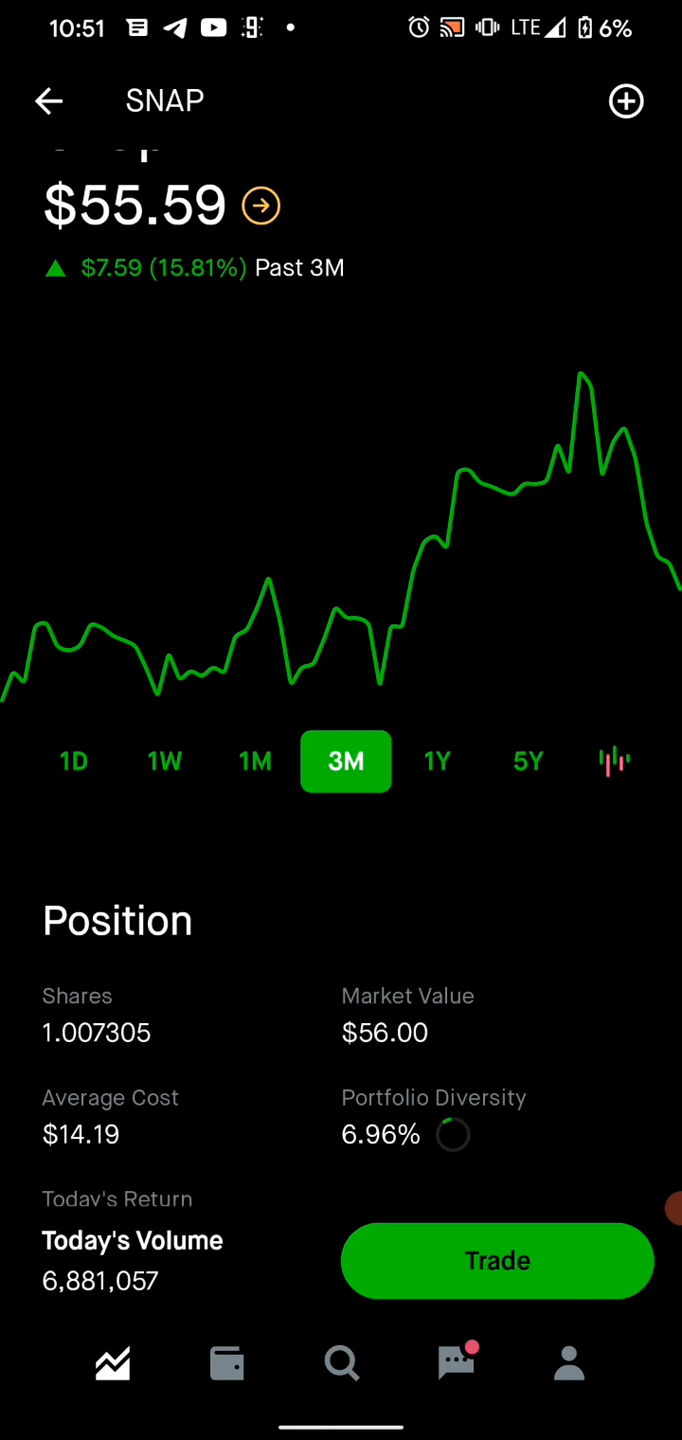 10:51 LTE 6%
SNAP
$55.59
$7.59 (15.81%) Past 3M
1D 1W 1M 3M 1Y 5Y
Position
Shares Market Value
1.007305 $56.00
Average Cost Portfolio Diversity
$14.19 6.96%
Today's Return
Today's Volume
6,881,057
Trade